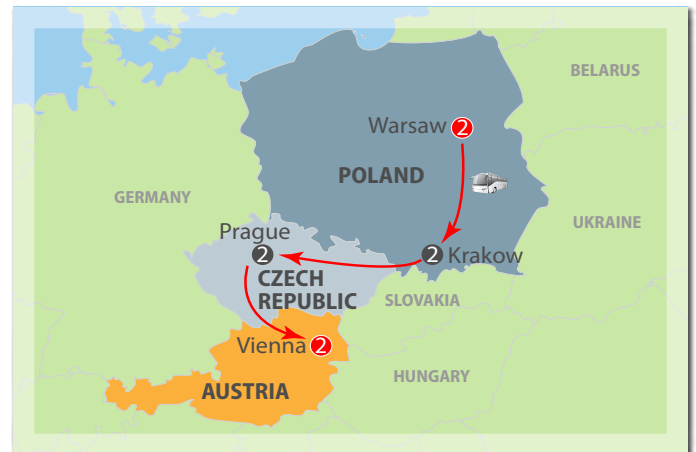 BELARUS
Warsaw 2
POLAND
GERMANY
UKRAINE
Prague
2
2 Krakow
CZECH
REPUBLIC
SLOVAKIA
Vienna 2
HUNGARY
AUSTRIA